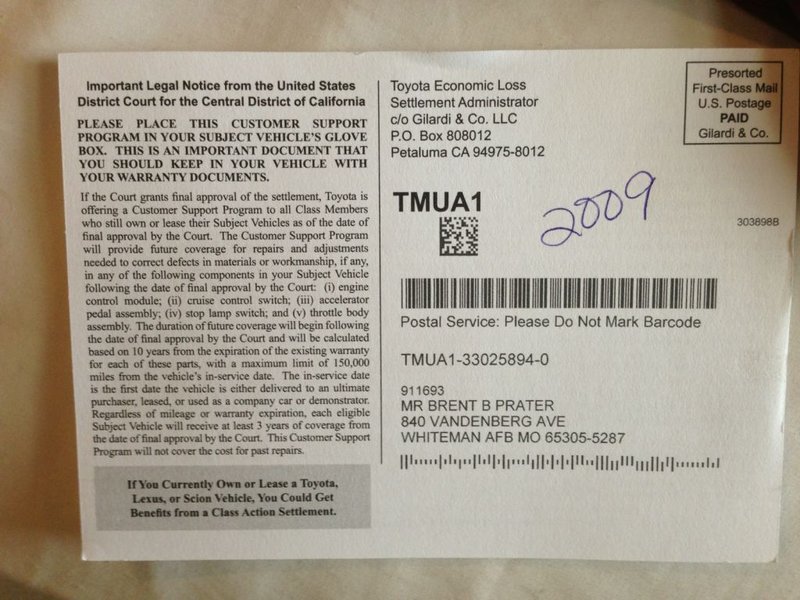 Important Legal Notice from the United States
District Court for the Central District of California
PLEASE PLACE THIS CUSTOMER SUPPORT
PROGRAM IN YOUR SUBJECT VEHICLE'S GLOVE
BOX. THIS IS AN IMPORTANT DOCUMENT THAT
YOU SHOULD KEEP IN YOUR VEHICLE WITH
YOUR WARRANTY DOCUMENTS.
If the Court grants final approval of the settlement, Toyota is
offering a Customer Support Program to all Class Members
who still own or lease their Subject Vehicles as of the date of
final approval by the Court. The Customer Support Program
will provide future coverage for repairs and adjustments
needed to correct defects in materials or workmanship, if any,
in any of the following components in your Subject Vehicle
following the date of final approval by the Court: (i) engine
control module; (ii) cruise control switch; (iii) accelerator
pedal assembly; (iv) stop lamp switch; and (v) throttle body
assembly. The duration of future coverage will begin following
the date of final approval by the Court and will be calculated
based on 10 years from the expiration of the existing warranty
for each of these parts, with a maximum limit of 150,000
miles from the vehicle's in-service date. The in-service date
is the first date the vehicle is either delivered to an ultimate
purchaser, leased, or used as a company car or demonstrator.
Regardless of mileage or warranty expiration, each eligible
Subject Vehicle will receive at least 3 years of coverage from
the date of final approval by the Court. This Customer Support
Program will not cover the cost for past repairs.
If You Currently Own or Lease a Toyota,
Lexus, or Scion Vehicle, You Could Get
Benefits from a Class Action Settlement.
Toyota Economic Loss
Settlement Administrator
c/o Gilardi & Co. LLC
P.O. Box 808012
Petaluma CA 94975-8012
Presorted
First-Class Mail
U.S. Postage
PAID
Gilardi & Co.
TMUA1
2009
303898B
Postal Service: Please Do Not Mark Barcode
TMUA1-33025894-0
911693
MR BRENT B PRATER
840 VANDENBERG AVE
WHITEMAN AFB MO 65305-5287